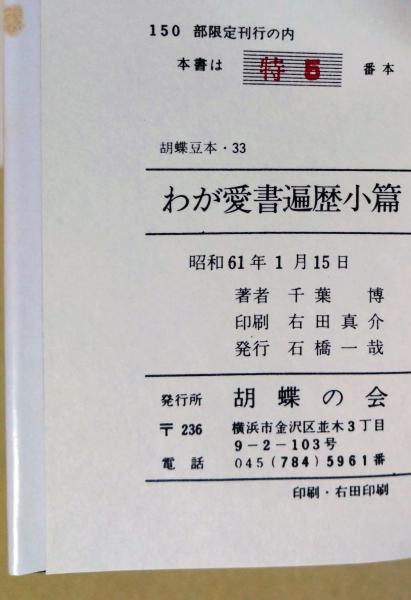 150 部限定刊行の内
本書は 特5 番本
胡蝶豆本・33
わが愛書遍歴小篇
昭和61年1月15日
著者 千葉 博
印刷 右田真介
発行 石橋一哉
発行所 胡蝶の会
〒236 横浜市金沢区並木3丁目
9-2-103号
電話 045(784)5961番
印刷・右田印刷